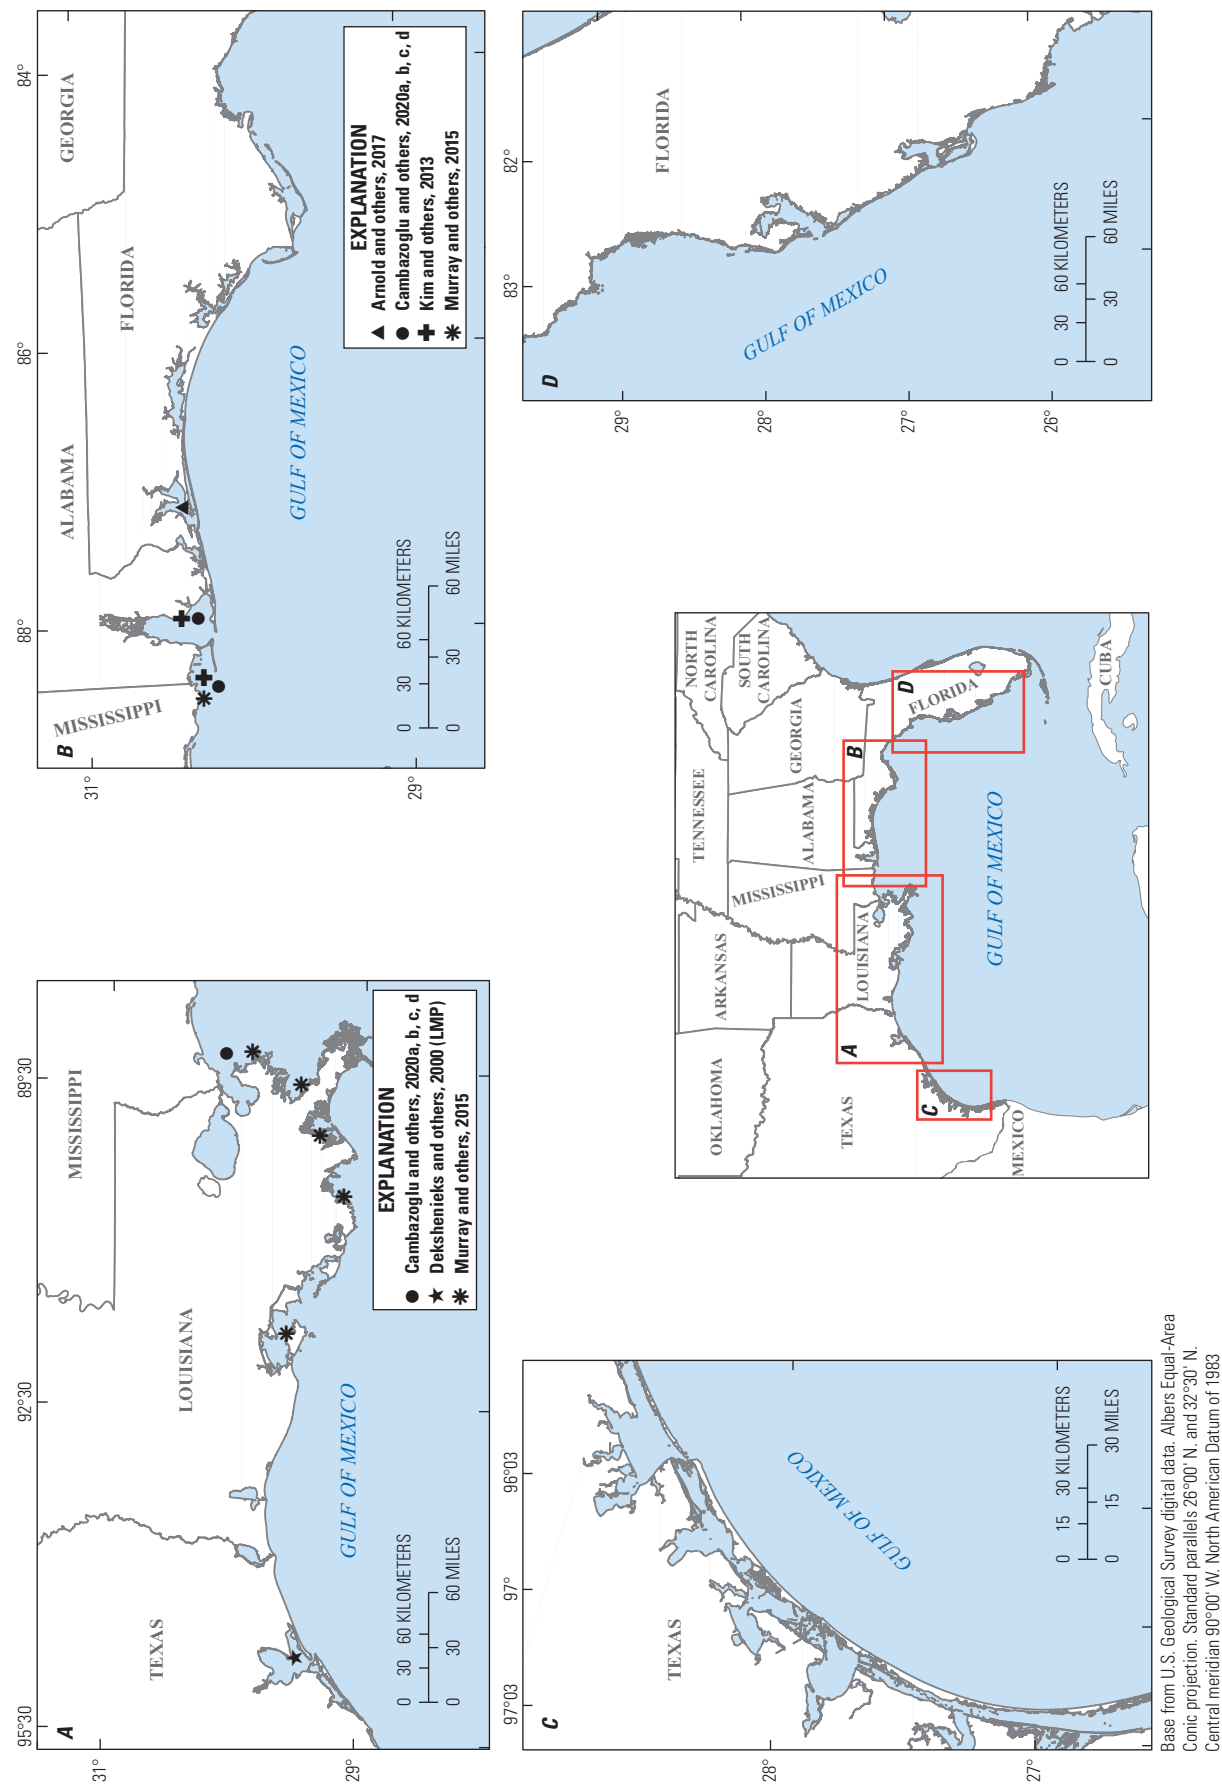 A
95°30
92°30
89°30
31°
29°
TEXAS
LOUISIANA
MISSISSIPPI
GULF OF MEXICO
0 30 60 KILOMETERS
0 30 60 MILES
EXPLANATION
Cambazoglu and others, 2020a, b, c, d
Dekshenieks and others, 2000 (LMP)
Murray and others, 2015
B
88°
86°
84°
31°
29°
MISSISSIPPI
ALABAMA
FLORIDA
GEORGIA
GULF OF MEXICO
0 30 60 KILOMETERS
0 30 60 MILES
EXPLANATION
Arnold and others, 2017
Cambazoglu and others, 2020a, b, c, d
Kim and others, 2013
Murray and others, 2015
C
97°03
97°
96°03
28°
27°
TEXAS
GULF OF MEXICO
0 15 30 KILOMETERS
0 15 30 MILES
OKLAHOMA
ARKANSAS
TENNESSEE
NORTH
CAROLINA
SOUTH
CAROLINA
TEXAS
LOUISIANA
MISSISSIPPI
ALABAMA
GEORGIA
FLORIDA
MEXICO
CUBA
GULF OF MEXICO
A
B
C
D
D
83°
82°
29°
28°
27°
26°
FLORIDA
GULF OF MEXICO
0 30 60 KILOMETERS
0 30 60 MILES
Base from U.S. Geological Survey digital data. Albers Equal-Area
Conic projection. Standard parallels 26°00' N. and 32°30' N.
Central meridian 90°00' W. North American Datum of 1983